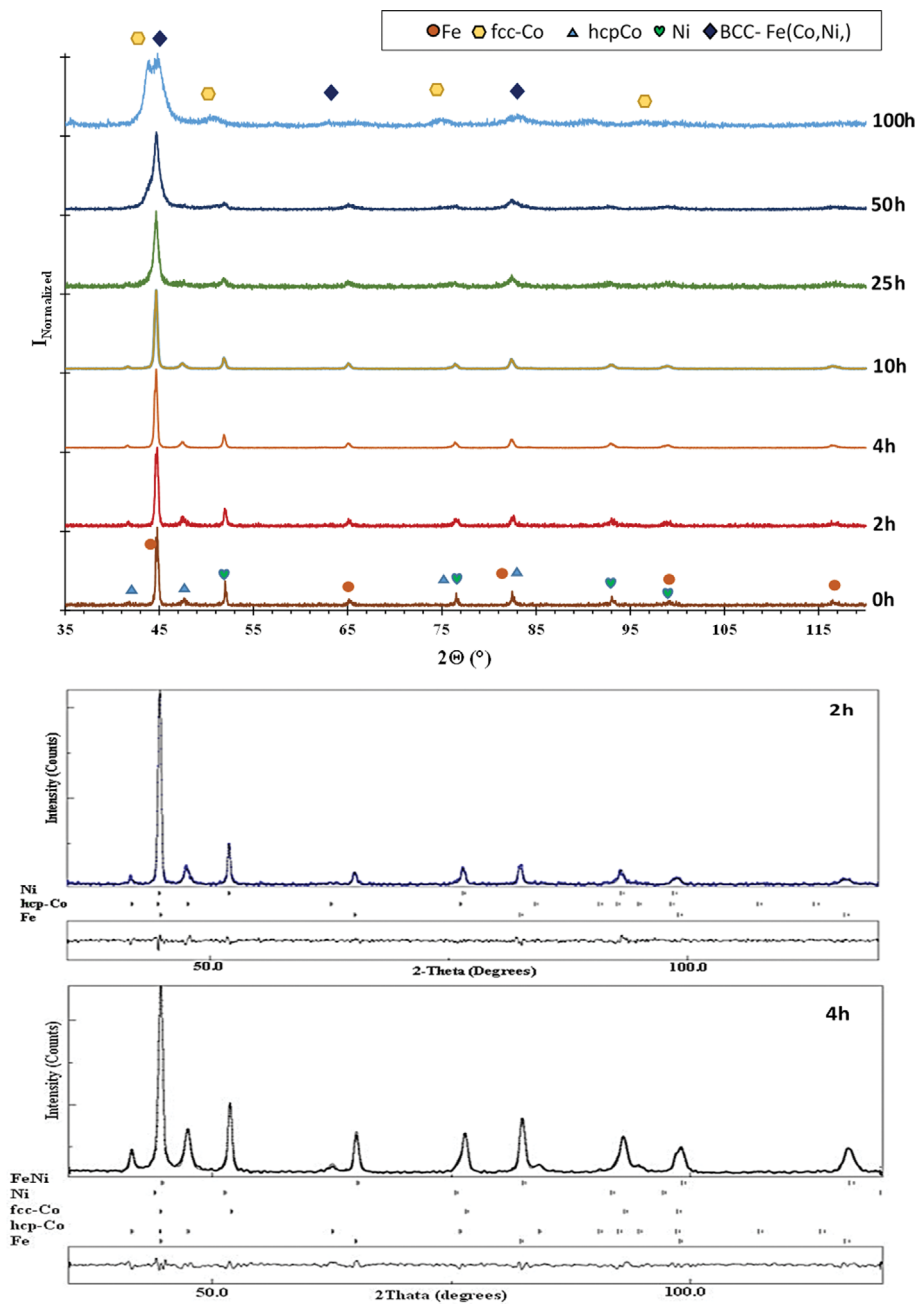 Fe fcc-Co hcpCo Ni BCC- Fe(Co,Ni,)
100h
50h
25h
10h
4h
2h
0h
I Normalized
35 45 55 65 75 85 95 105 115
2Θ (°)
2h
Intensity (Counts)
Ni
hcp-Co
Fe
50.0 100.0
2-Theta (Degrees)
4h
Intensity (Counts)
FeNi
Ni
fcc-Co
hcp-Co
Fe
50.0 100.0
2Thata (degrees)